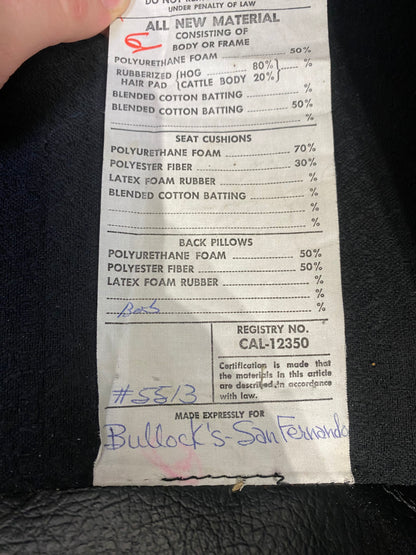 UNDER PENALTY OF LAW
ALL NEW MATERIAL
CONSISTING OF
BODY OR FRAME
POLYURETHANE FOAM 50%
RUBBERIZED {HOG 80%} %
HAIR PAD {CATTLE BODY 20%} %
BLENDED COTTON BATTING %
BLENDED COTTON BATTING 50%
%
SEAT CUSHIONS
POLYURETHANE FOAM 70%
POLYESTER FIBER 30%
LATEX FOAM RUBBER %
BLENDED COTTON BATTING %
%
%
BACK PILLOWS
POLYURETHANE FOAM 50%
POLYESTER FIBER 50%
LATEX FOAM RUBBER %
%
%
REGISTRY NO.
CAL-12350
Certification is made that
the materials in this article
are described in accordance
with law.
#5513
MADE EXPRESSLY FOR
Bullock's-San Fernando